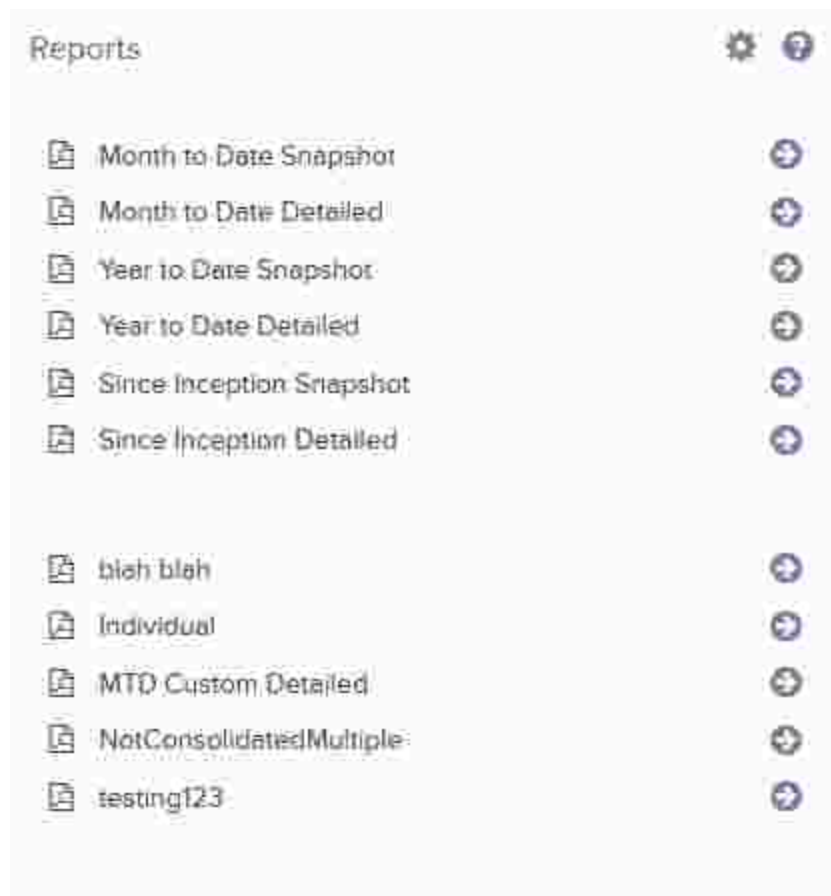 Reports
Month to Date Snapshot
Month to Date Detailed
Year to Date Snapshot
Year to Date Detailed
Since Inception Snapshot
Since Inception Detailed
blah blah
Individual
MTD Custom Detailed
NotConsolidatedMultiple
testing123